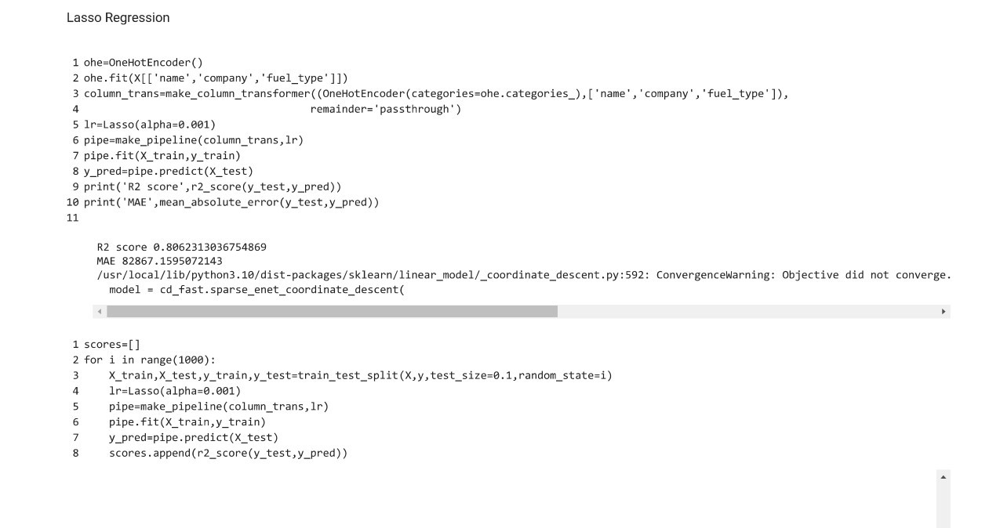 Lasso Regression
1 ohe=OneHotEncoder()
2 ohe.fit(X[['name','company','fuel_type']])
3 column_trans=make_column_transformer((OneHotEncoder(categories=ohe.categories_),['name','company','fuel_type']),
4                                     remainder='passthrough')
5 lr=Lasso(alpha=0.001)
6 pipe=make_pipeline(column_trans,lr)
7 pipe.fit(X_train,y_train)
8 y_pred=pipe.predict(X_test)
9 print('R2 score',r2_score(y_test,y_pred))
10 print('MAE',mean_absolute_error(y_test,y_pred))
11
R2 score 0.8062313036754869
MAE 82867.1595072143
/usr/local/lib/python3.10/dist-packages/sklearn/linear_model/_coordinate_descent.py:592: ConvergenceWarning: Objective did not converge.
  model = cd_fast.sparse_enet_coordinate_descent(
1 scores=[]
2 for i in range(1000):
3     X_train,X_test,y_train,y_test=train_test_split(X,y,test_size=0.1,random_state=i)
4     lr=Lasso(alpha=0.001)
5     pipe=make_pipeline(column_trans,lr)
6     pipe.fit(X_train,y_train)
7     y_pred=pipe.predict(X_test)
8     scores.append(r2_score(y_test,y_pred))